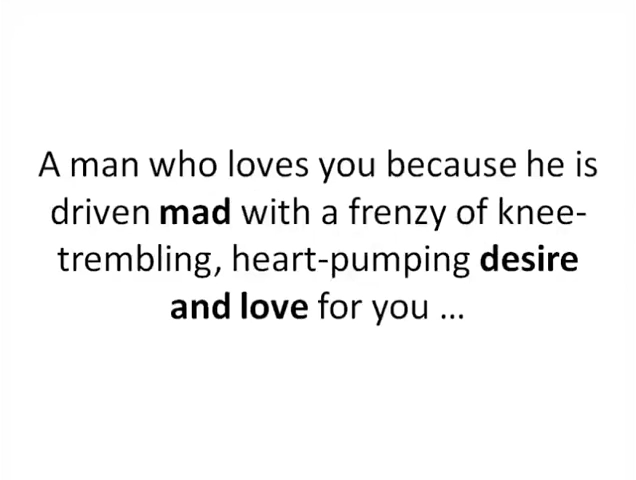 A man who loves you because he is
driven mad with a frenzy of knee-
trembling, heart-pumping desire
and love for you ...